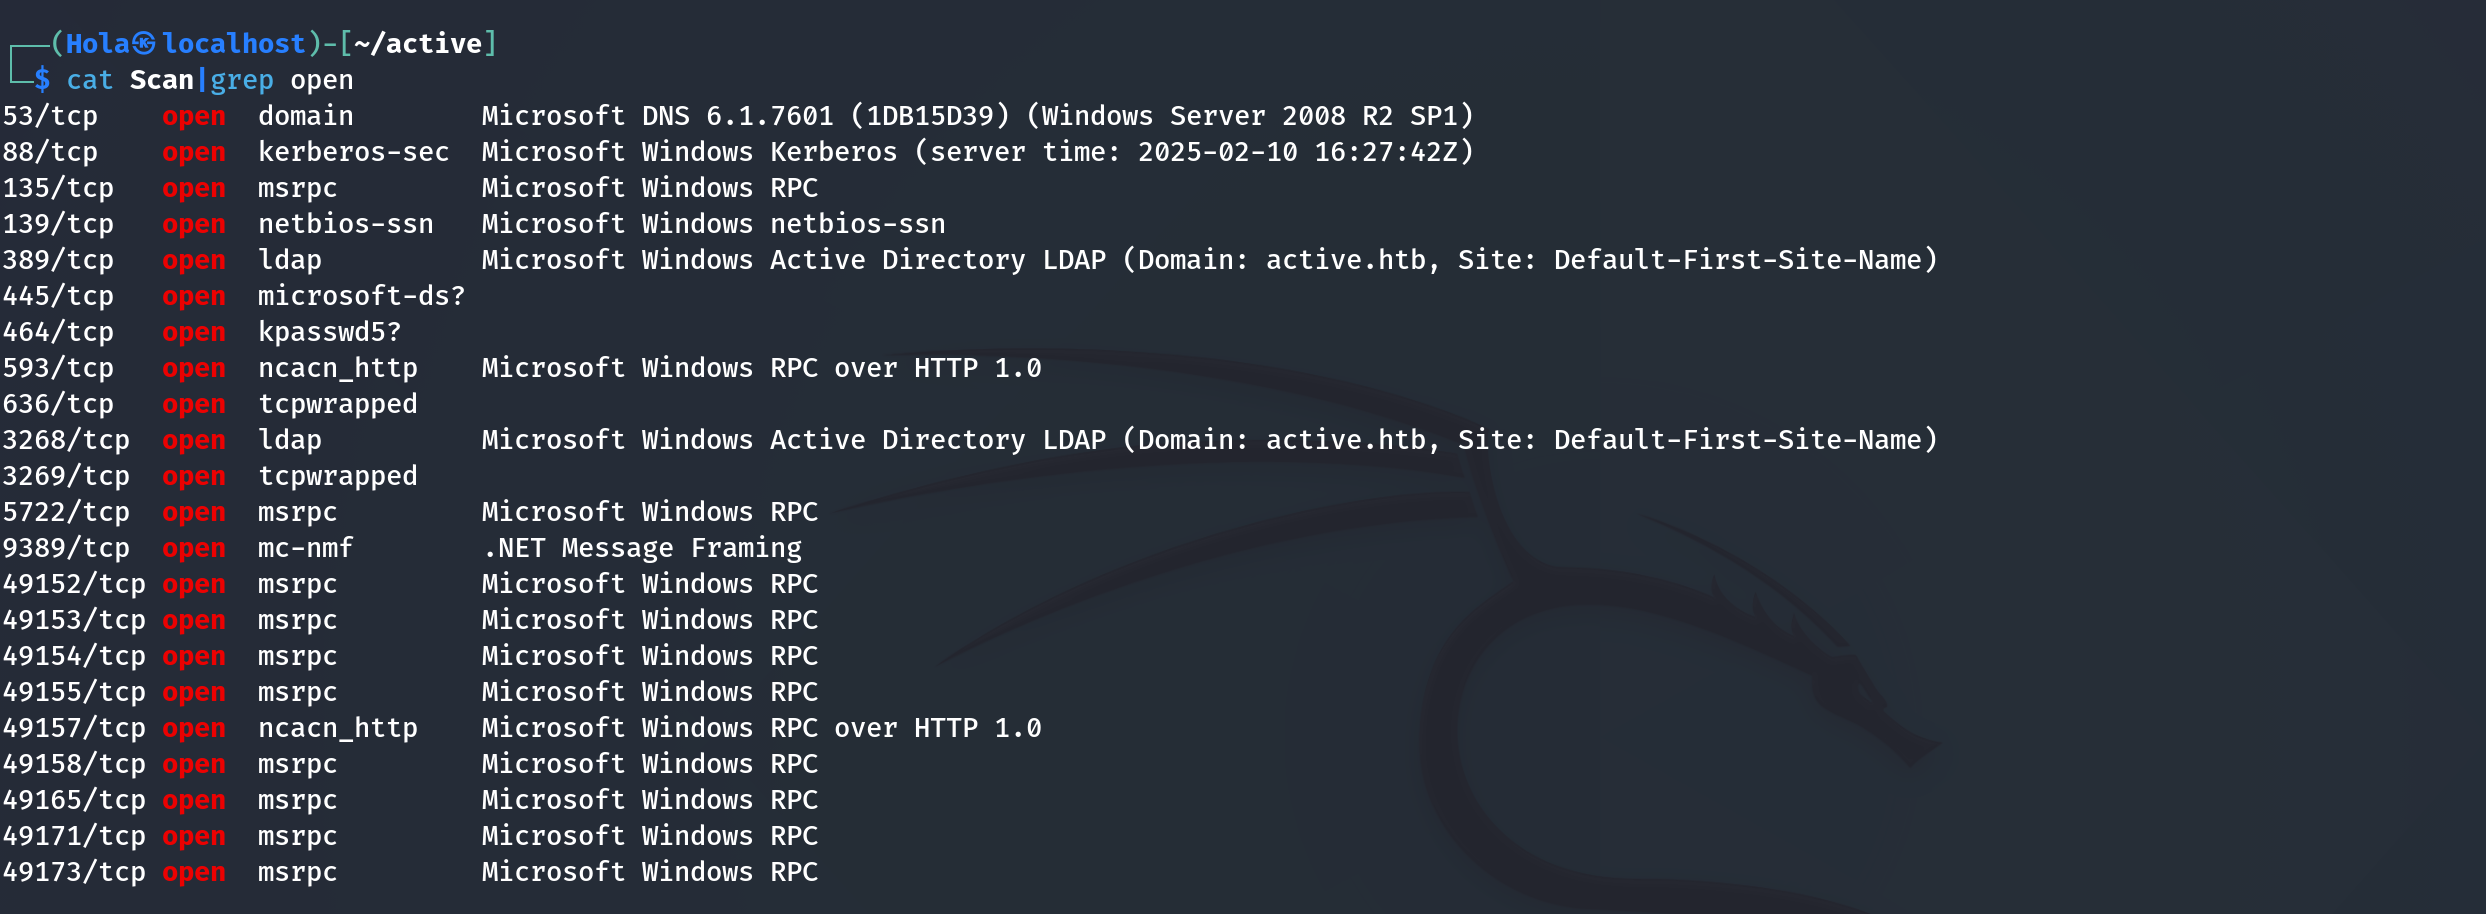 ┌──(Hola㉿localhost)-[~/active]
└─$ cat Scan|grep open
53/tcp    open  domain        Microsoft DNS 6.1.7601 (1DB15D39) (Windows Server 2008 R2 SP1)
88/tcp    open  kerberos-sec  Microsoft Windows Kerberos (server time: 2025-02-10 16:27:42Z)
135/tcp   open  msrpc         Microsoft Windows RPC
139/tcp   open  netbios-ssn   Microsoft Windows netbios-ssn
389/tcp   open  ldap          Microsoft Windows Active Directory LDAP (Domain: active.htb, Site: Default-First-Site-Name)
445/tcp   open  microsoft-ds?
464/tcp   open  kpasswd5?
593/tcp   open  ncacn_http    Microsoft Windows RPC over HTTP 1.0
636/tcp   open  tcpwrapped
3268/tcp  open  ldap          Microsoft Windows Active Directory LDAP (Domain: active.htb, Site: Default-First-Site-Name)
3269/tcp  open  tcpwrapped
5722/tcp  open  msrpc         Microsoft Windows RPC
9389/tcp  open  mc-nmf        .NET Message Framing
49152/tcp open  msrpc         Microsoft Windows RPC
49153/tcp open  msrpc         Microsoft Windows RPC
49154/tcp open  msrpc         Microsoft Windows RPC
49155/tcp open  msrpc         Microsoft Windows RPC
49157/tcp open  ncacn_http    Microsoft Windows RPC over HTTP 1.0
49158/tcp open  msrpc         Microsoft Windows RPC
49165/tcp open  msrpc         Microsoft Windows RPC
49171/tcp open  msrpc         Microsoft Windows RPC
49173/tcp open  msrpc         Microsoft Windows RPC